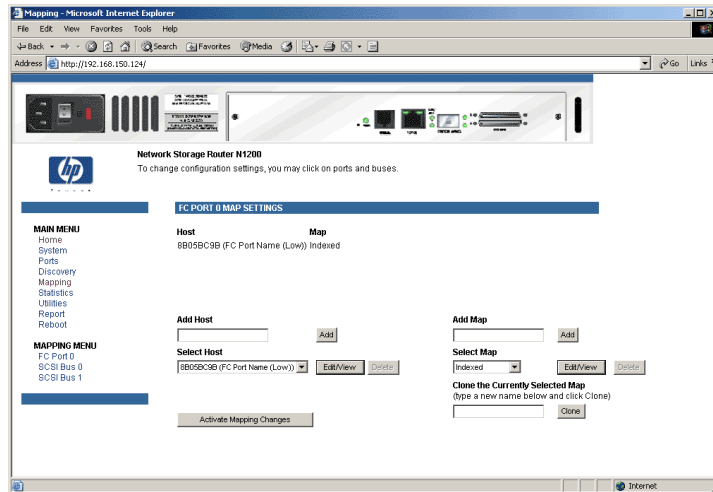 Mapping - Microsoft Internet Explorer
File Edit View Favorites Tools Help
Back Search Favorites Media
Address http://192.168.150.124/ Go Links
Network Storage Router N1200
To change configuration settings, you may click on ports and buses.
hp
i n v e n t
FC PORT 0 MAP SETTINGS
MAIN MENU
Home
System
Ports
Discovery
Mapping
Statistics
Utilities
Report
Reboot
MAPPING MENU
FC Port 0
SCSI Bus 0
SCSI Bus 1
Host Map
8B05BC9B (FC Port Name (Low)) Indexed
Add Host
Add
Select Host
8B05BC9B (FC Port Name (Low)) Edit/View Delete
Activate Mapping Changes
Add Map
Add
Select Map
Indexed Edit/View Delete
Clone the Currently Selected Map
(type a new name below and click Clone)
Clone
Internet